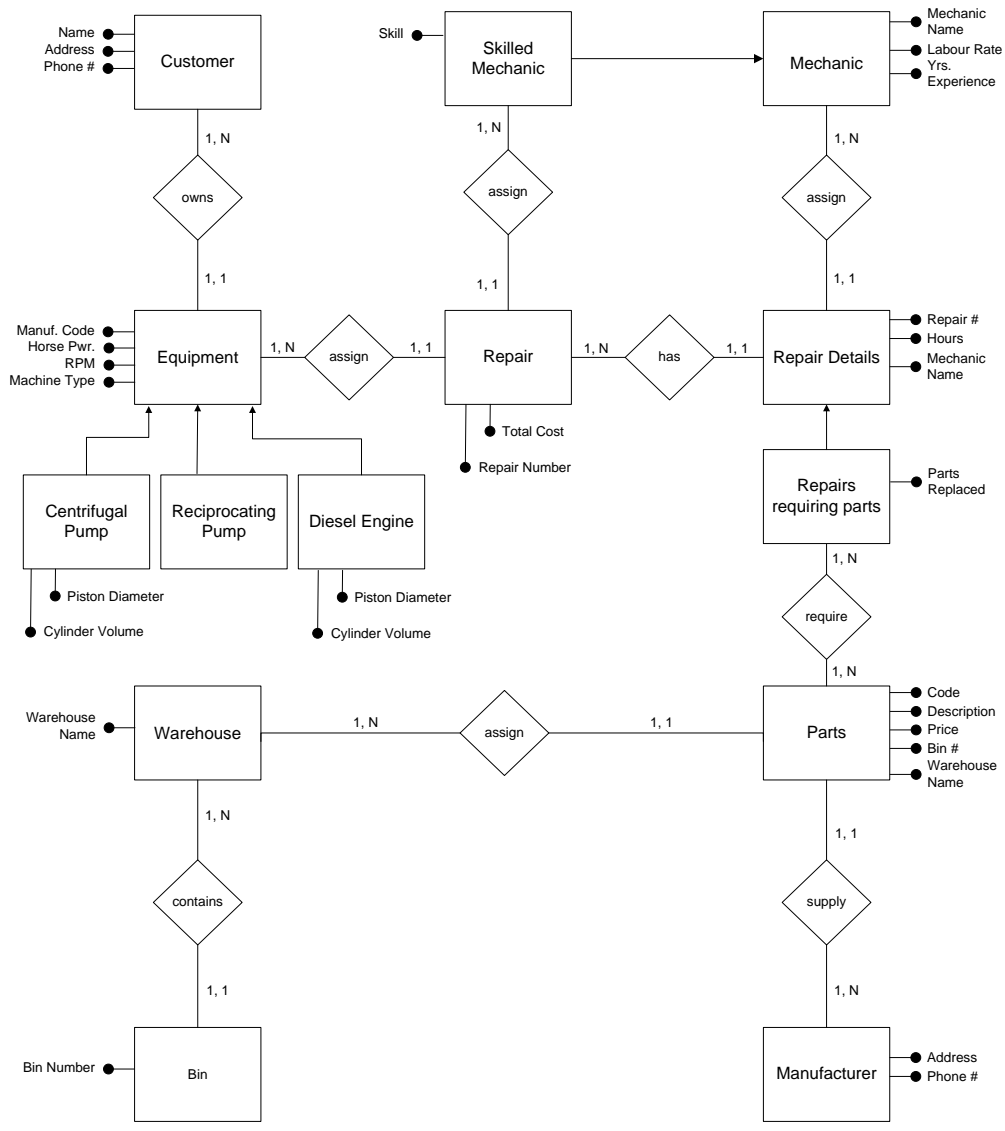 Name
Address
Phone #
Customer
Skill
Skilled
Mechanic
Mechanic
Mechanic
Name
Labour Rate
Yrs.
Experience
1, N
1, N
1, N
owns
assign
assign
1, 1
1, 1
1, 1
Manuf. Code
Horse Pwr.
RPM
Machine Type
Equipment
1, N
assign
1, 1
Repair
1, N
has
1, 1
Repair Details
Repair #
Hours
Mechanic
Name
Total Cost
Repair Number
Centrifugal
Pump
Reciprocating
Pump
Diesel Engine
Repairs
requiring parts
Parts
Replaced
Piston Diameter
Cylinder Volume
Piston Diameter
Cylinder Volume
1, N
require
1, N
Warehouse
Name
Warehouse
1, N
assign
1, 1
Parts
Code
Description
Price
Bin #
Warehouse
Name
1, N
1, 1
contains
supply
1, 1
1, N
Bin Number
Bin
Manufacturer
Address
Phone #